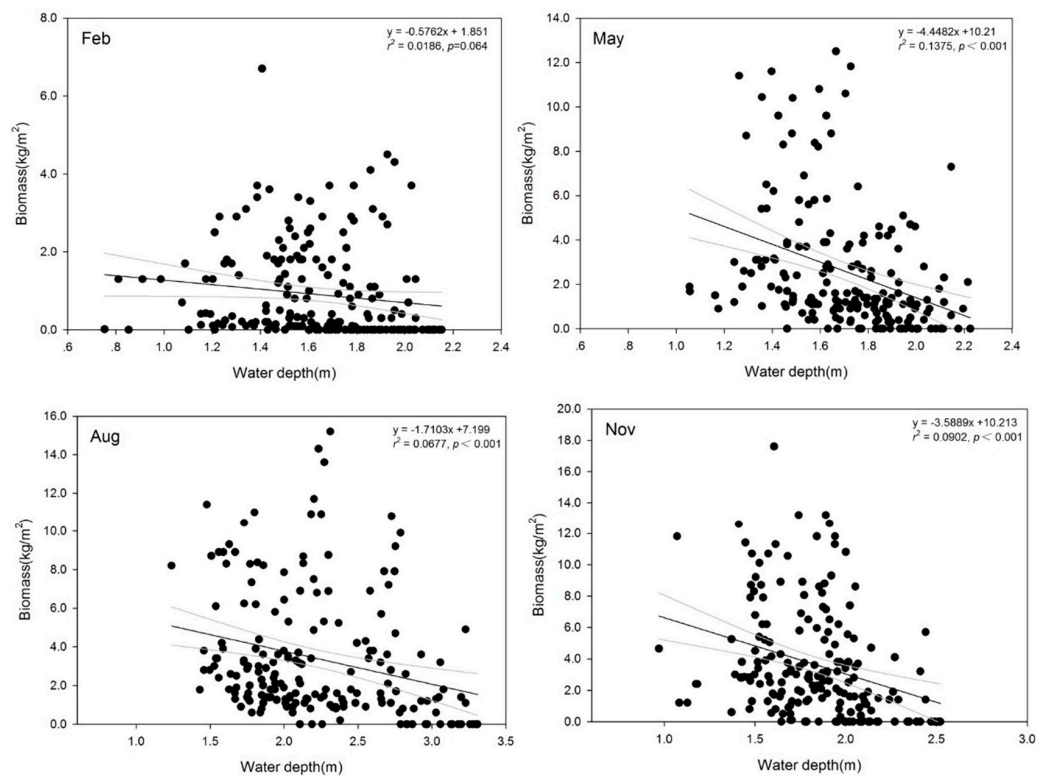 Feb
y = -0.5762x + 1.851
r² = 0.0186, p=0.064
Biomass(kg/m²)
8.0
6.0
4.0
2.0
0.0
.6 .8 1.0 1.2 1.4 1.6 1.8 2.0 2.2 2.4
Water depth(m)
May
y = -4.4482x +10.21
r² = 0.1375, p< 0.001
Biomass(kg/m²)
14.0
12.0
10.0
8.0
6.0
4.0
2.0
0.0
.8 1.0 1.2 1.4 1.6 1.8 2.0 2.2 2.4
Water depth(m)
Aug
y = -1.7103x +7.199
r² = 0.0677, p< 0.001
Biomass(kg/m²)
16.0
14.0
12.0
10.0
8.0
6.0
4.0
2.0
0.0
1.0 1.5 2.0 2.5 3.0 3.5
Water depth(m)
Nov
y = -3.5889x +10.213
r² = 0.0902, p< 0.001
Biomass(kg/m²)
20.0
18.0
16.0
14.0
12.0
10.0
8.0
6.0
4.0
2.0
0.0
1.0 1.5 2.0 2.5 3.0
Water depth(m)